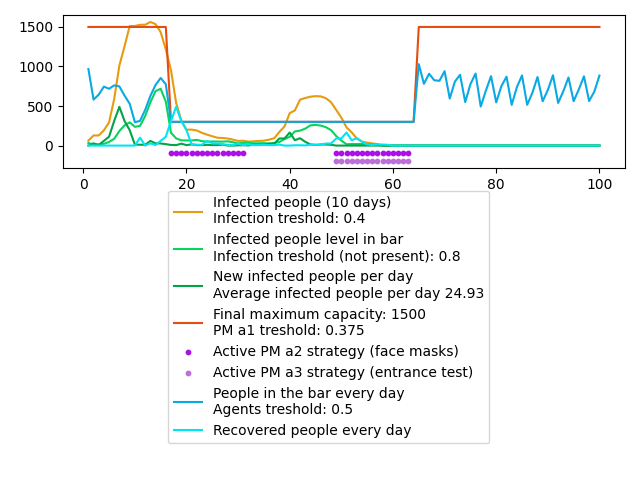 1500
1000
500
0
0
20
40
60
80
100
Infected people (10 days)
Infection treshold: 0.4
Infected people level in bar
Infection treshold (not present): 0.8
New infected people per day
Average infected people per day 24.93
Final maximum capacity: 1500
PM a1 treshold: 0.375
Active PM a2 strategy (face masks)
Active PM a3 strategy (entrance test)
People in the bar every day
Agents treshold: 0.5
Recovered people every day